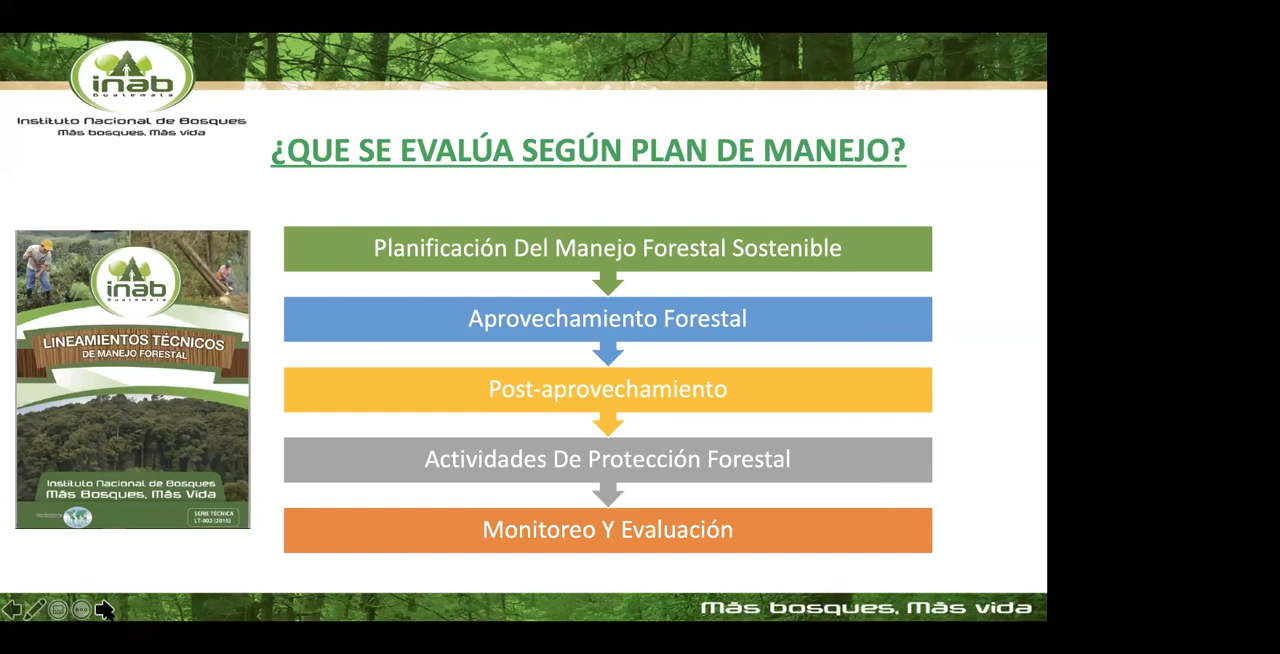 inab
Guatemala
Instituto Nacional de Bosques
Más bosques, Más vida
¿QUE SE EVALÚA SEGÚN PLAN DE MANEJO?
Planificación Del Manejo Forestal Sostenible
Aprovechamiento Forestal
Post-aprovechamiento
Actividades De Protección Forestal
Monitoreo Y Evaluación
inab
Guatemala
LINEAMIENTOS TÉCNICOS
DE MANEJO FORESTAL
Instituto Nacional de Bosques
Más Bosques, Más Vida
SERIE TÉCNICA
LT-002 (2015)
Más bosques, Más vida